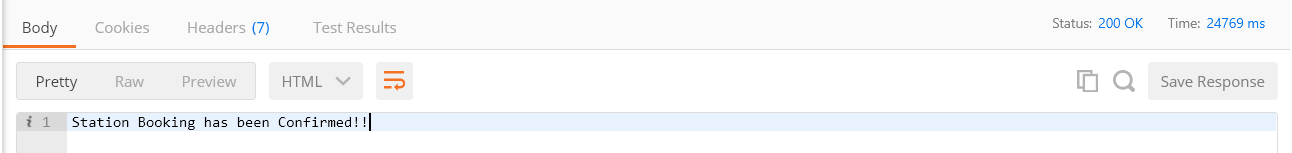 Body Cookies Headers (7) Test Results Status: 200 OK Time: 24769 ms
Pretty Raw Preview HTML Save Response
i 1 Station Booking has been Confirmed!!